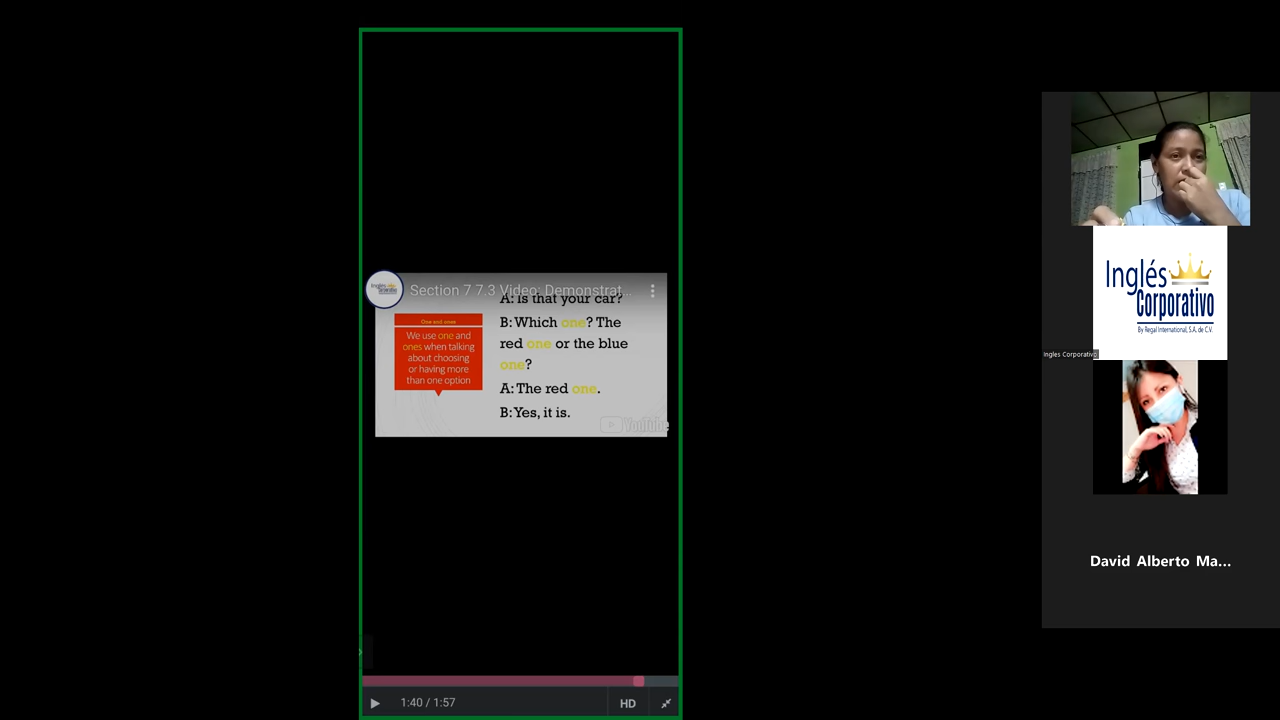 Section 7 7.3 Video: Demonstrat...
A: is that your car?
One and ones
We use one and
ones when talking
about choosing
or having more
than one option
B: Which one? The
red one or the blue
one?
A: The red one.
B: Yes, it is.
YouTube
1:40 / 1:57
HD
Inglés
Corporativo
By Regal International, S.A. de C.V.
Ingles Corporativo
David Alberto Ma...